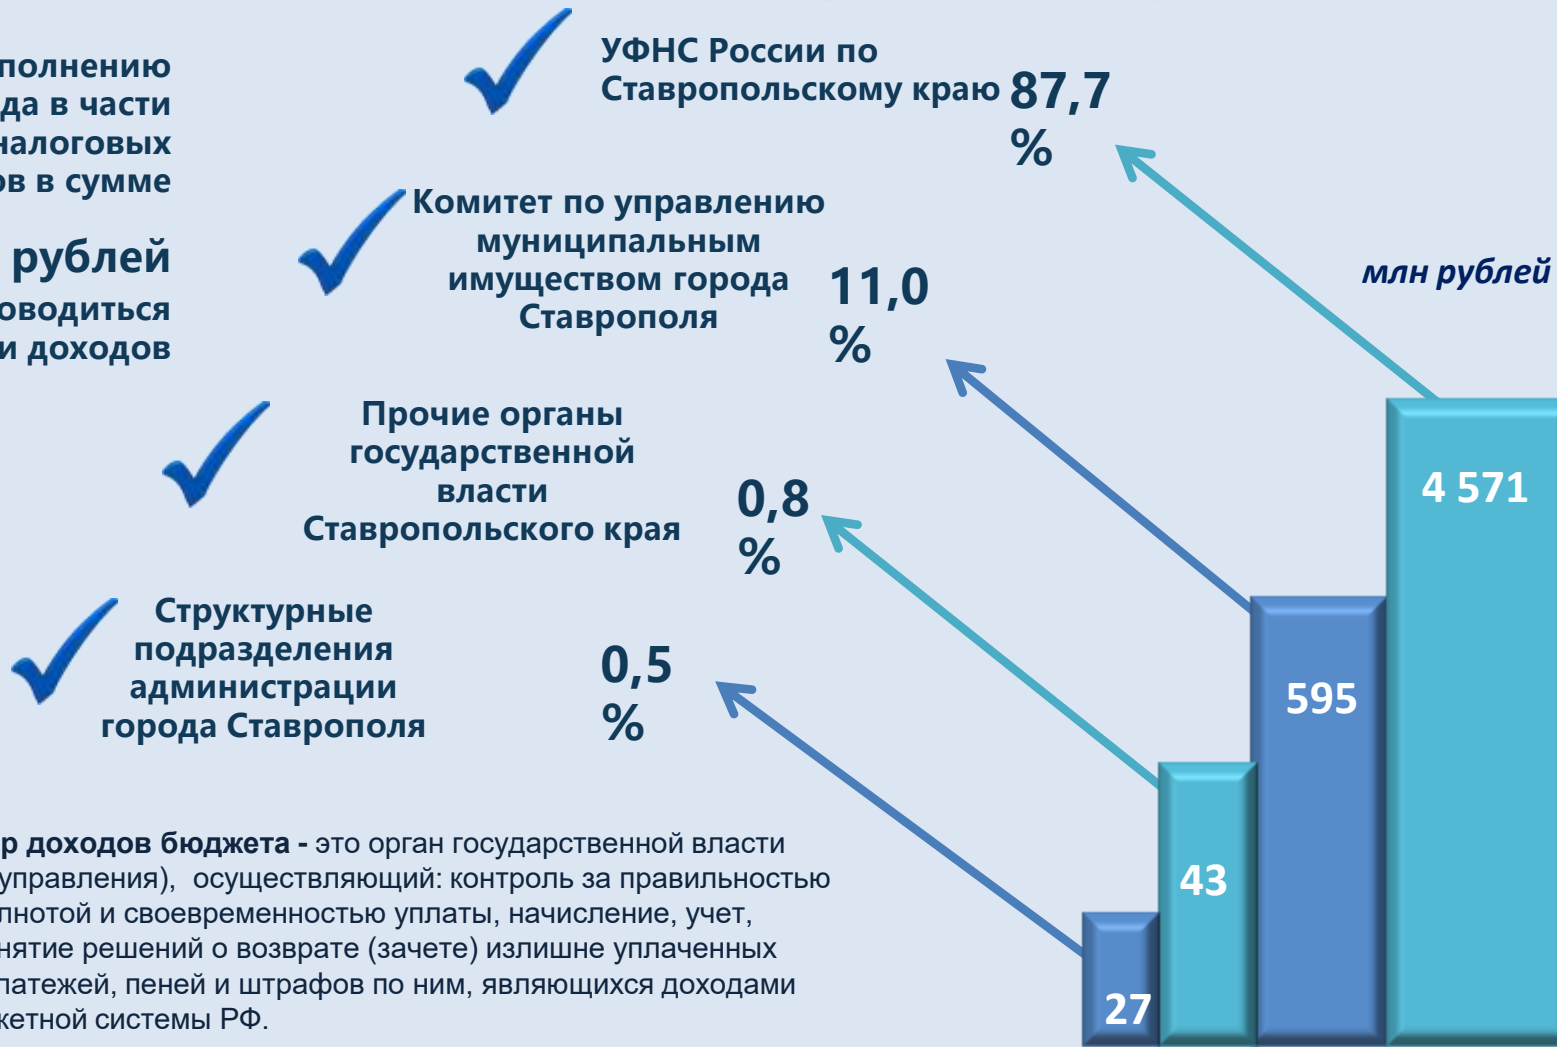 УФНС России по
Ставропольскому краю 87,7
%
полнению
да в части
налоговых
ов в сумме
рублей
оводиться
и доходов
Комитет по управлению
муниципальным
имуществом города
Ставрополя
11,0
%
млн рублей
Прочие органы
государственной
власти
Ставропольского края
0,8
%
Структурные
подразделения
администрации
города Ставрополя
0,5
%
4 571
595
43
27
р доходов бюджета - это орган государственной власти
управления), осуществляющий: контроль за правильностью
лнотой и своевременностью уплаты, начисление, учет,
нятие решений о возврате (зачете) излишне уплаченных
латежей, пеней и штрафов по ним, являющихся доходами
кетной системы РФ.